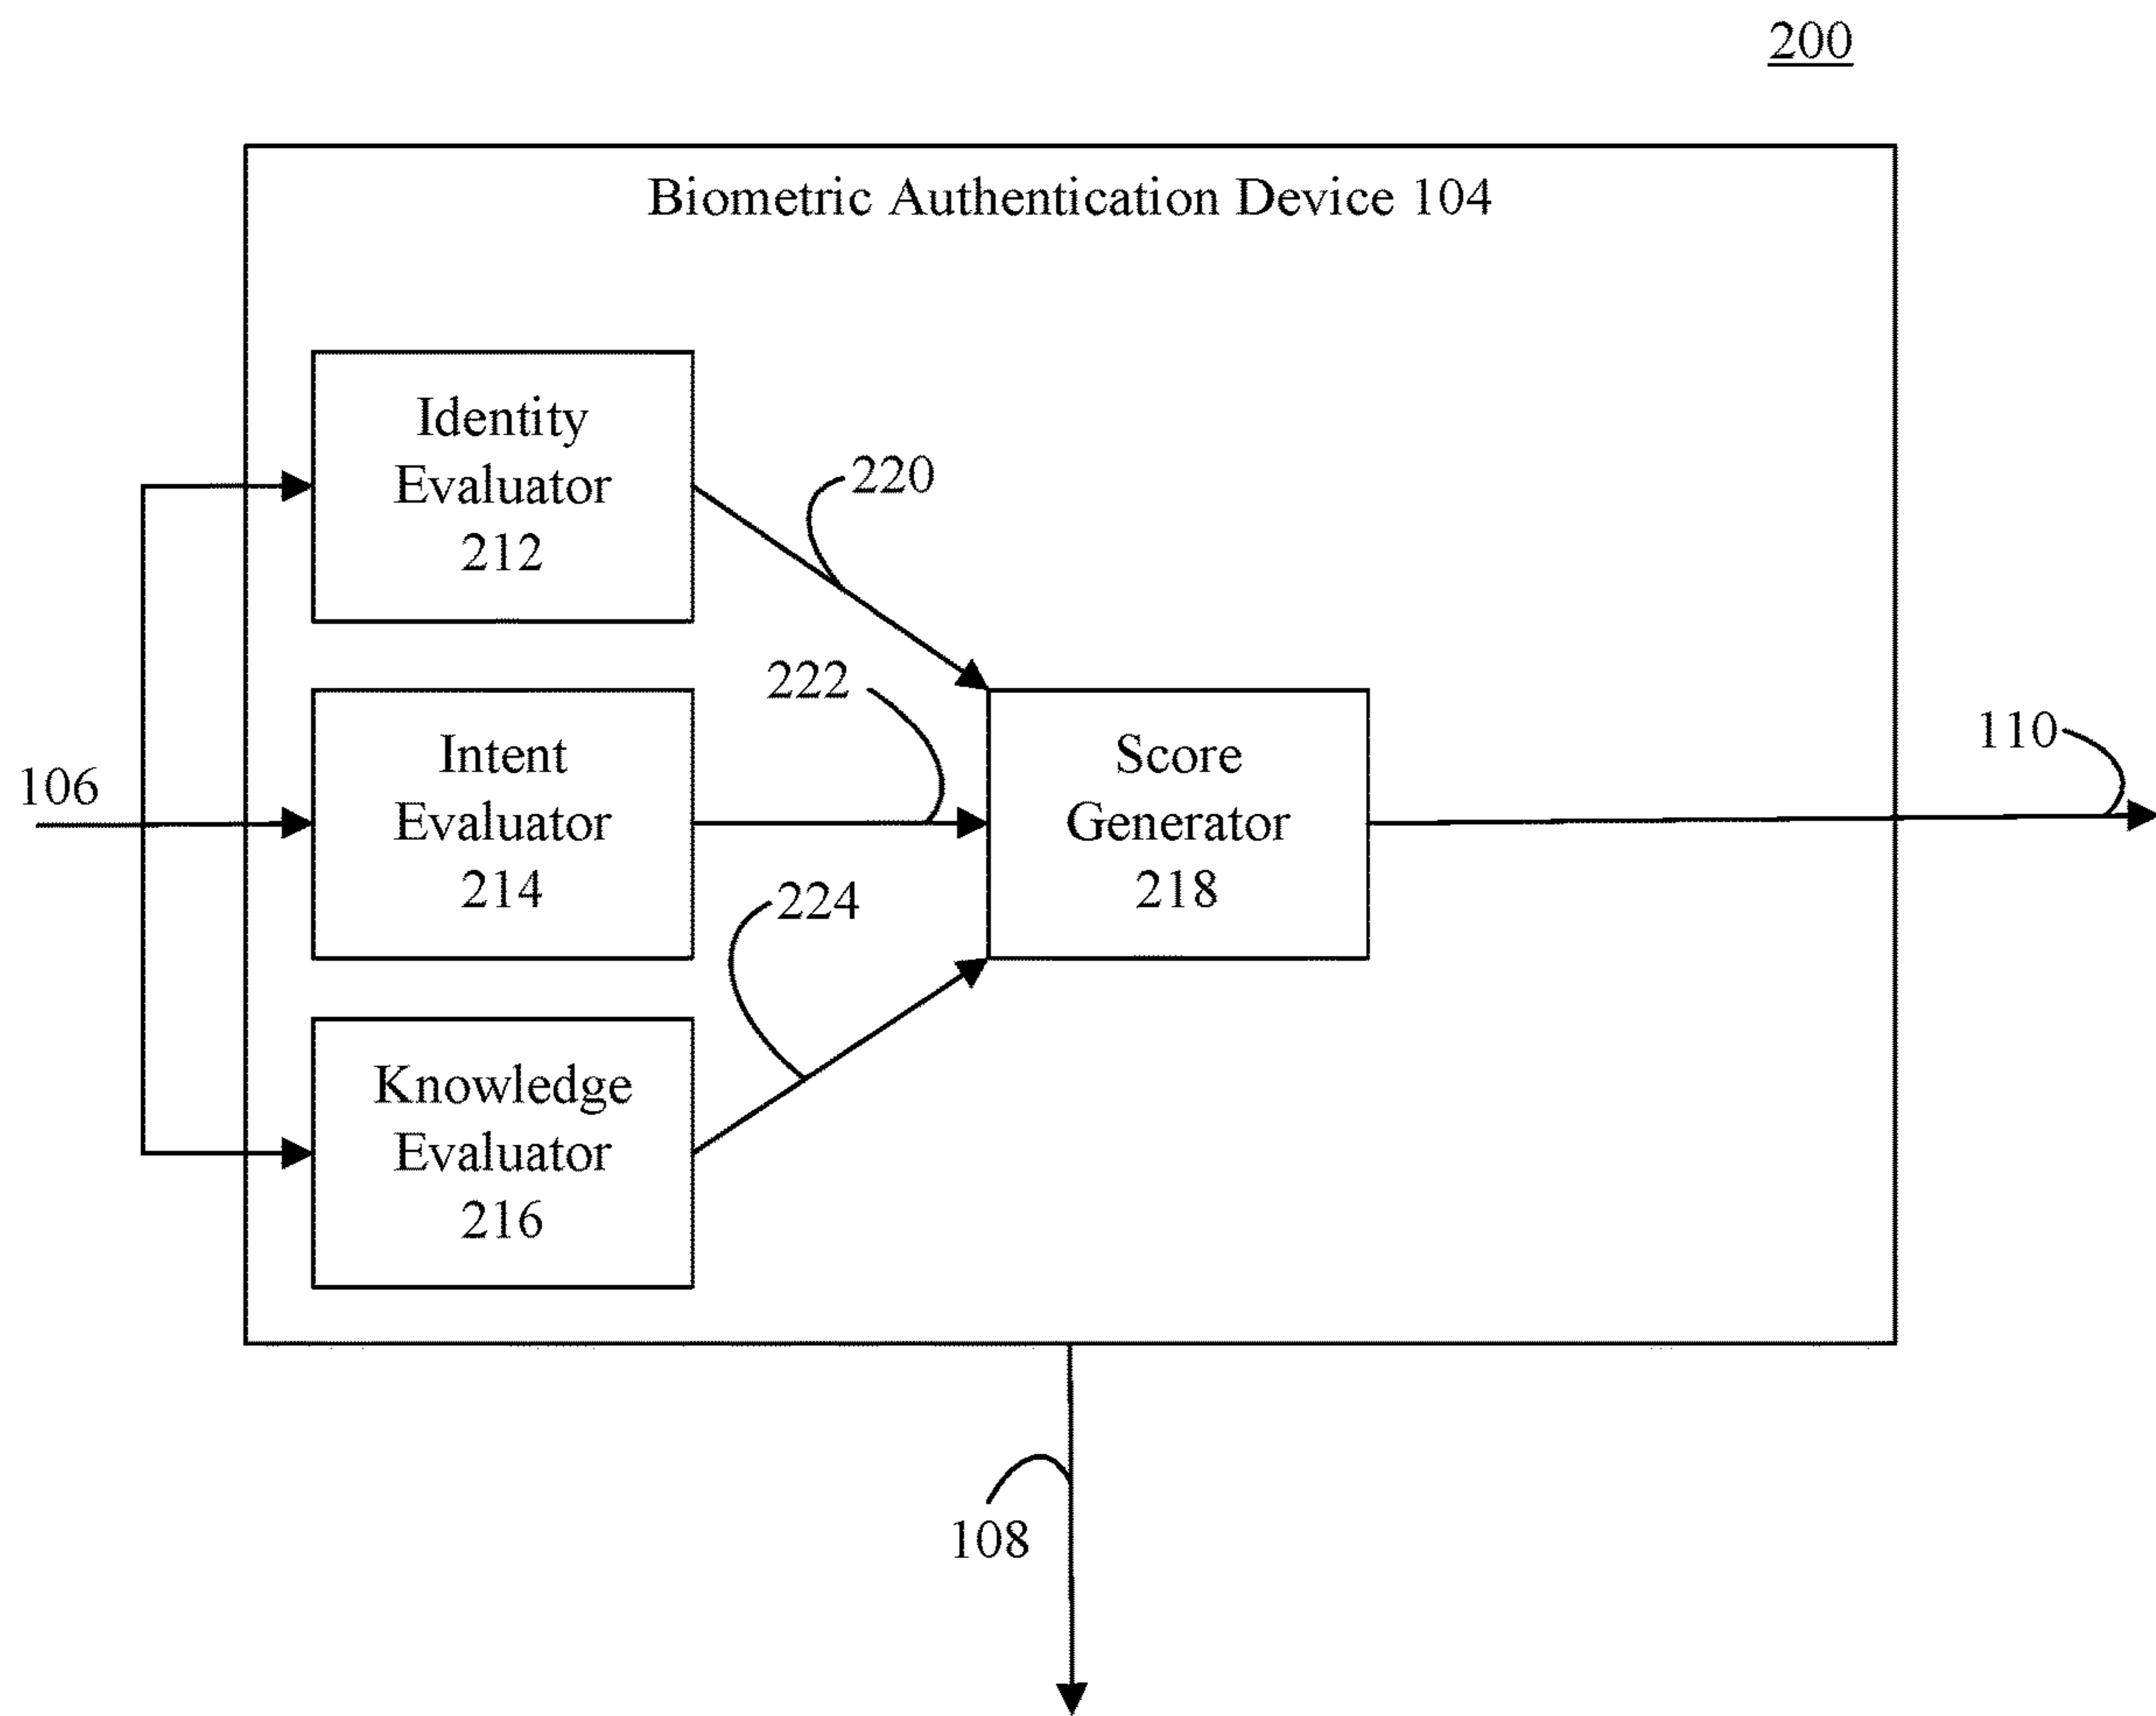 200
Biometric Authentication Device 104
Identity
Evaluator
212
220
222
Intent
Evaluator
214
Score
Generator
218
106
110
224
Knowledge
Evaluator
216
108